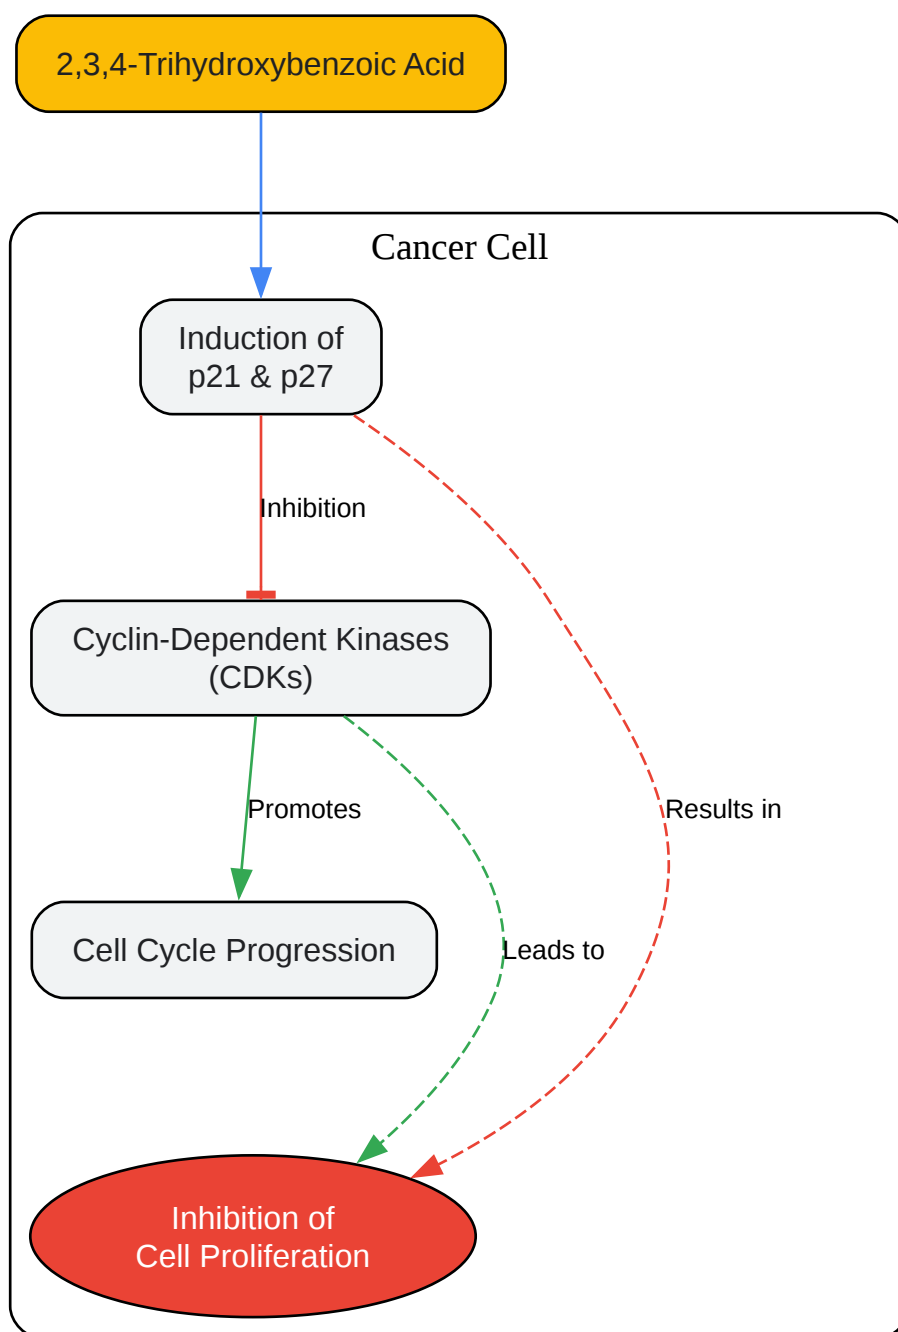 2,3,4-Trihydroxybenzoic Acid
Cancer Cell
Induction of
p21 & p27
Inhibition
Cyclin-Dependent Kinases
(CDKs)
Promotes
Results in
Cell Cycle Progression
Leads to
Inhibition of
Cell Proliferation